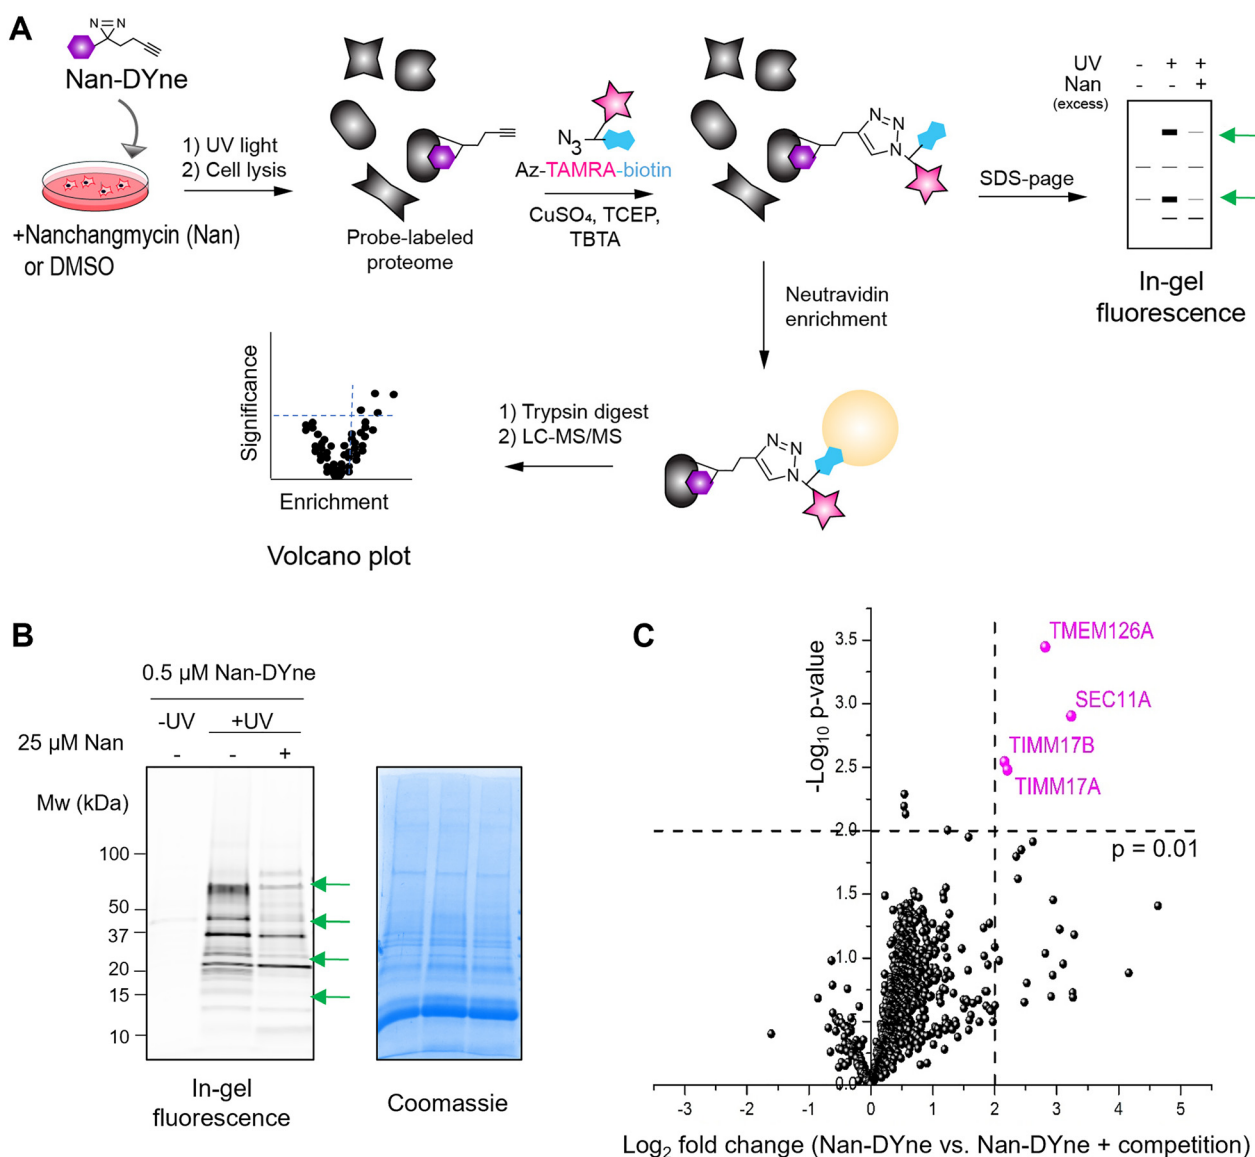 A
N=N
Nan-DYne
1) UV light
2) Cell lysis
+Nanchangmycin (Nan)
or DMSO
Probe-labeled
proteome
N3
Az-TAMRA-biotin
CuSO₄, TCEP,
TBTA
N
N
N
SDS-page
UV - + +
Nan - - +
(excess)
In-gel
fluorescence
Neutravidin
enrichment
N
N
N
1) Trypsin digest
2) LC-MS/MS
Significance
Enrichment
Volcano plot
B
0.5 µM Nan-DYne
-UV +UV
25 µM Nan - - +
Mw (kDa)
100
50
37
20
15
10
In-gel
fluorescence
Coomassie
C
-Log10 p-value
3.5
3.0
2.5
2.0
1.5
1.0
0.5
0.0
TMEM126A
SEC11A
TIMM17B
TIMM17A
p = 0.01
-3 -2 -1 0 1 2 3 4 5
Log2 fold change (Nan-DYne vs. Nan-DYne + competition)